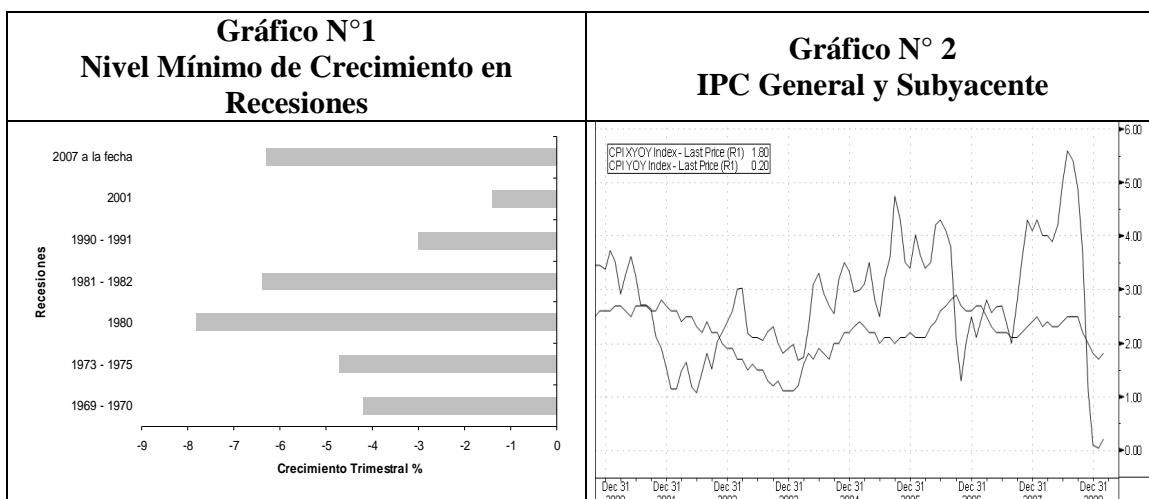 Gráfico N°1
Nivel Mínimo de Crecimiento en
Recesiones
Gráfico N° 2
IPC General y Subyacente
Recesiones
2007 a la fecha
2001
1990 - 1991
1981 - 1982
1980
1973 - 1975
1969 - 1970
-9 -8 -7 -6 -5 -4 -3 -2 -1 0
Crecimiento Trimestral %
CPI XYOY Index - Last Price (R1) 1.80
CPI YOY Index - Last Price (R1) 0.20
6.00
5.00
4.00
3.00
2.00
1.00
0.00
Dec 31 Dec 31 Dec 31 Dec 31 Dec 31 Dec 31 Dec 31 Dec 31 Dec 31